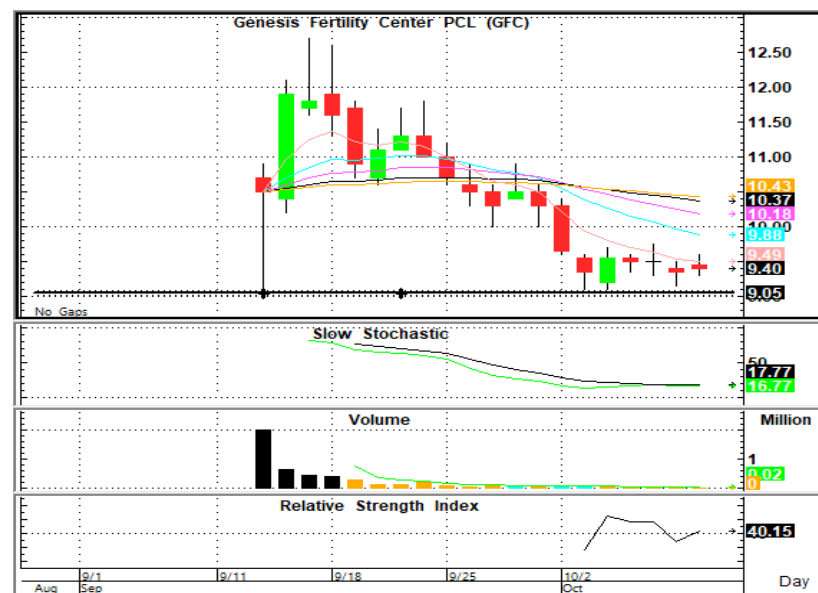 Genesis Fertility Center PCL (GFC)
12.50
12.00
11.50
11.00
10.43
10.37
10.18
10.00
9.88
9.49
9.40
9.05
No Gaps
Slow Stochastic
50
17.77
16.77
Volume
Million
1
0.02
0
Relative Strength Index
40.15
9/1
9/11
9/18
9/25
10/2
Day
Aug
Sep
Oct